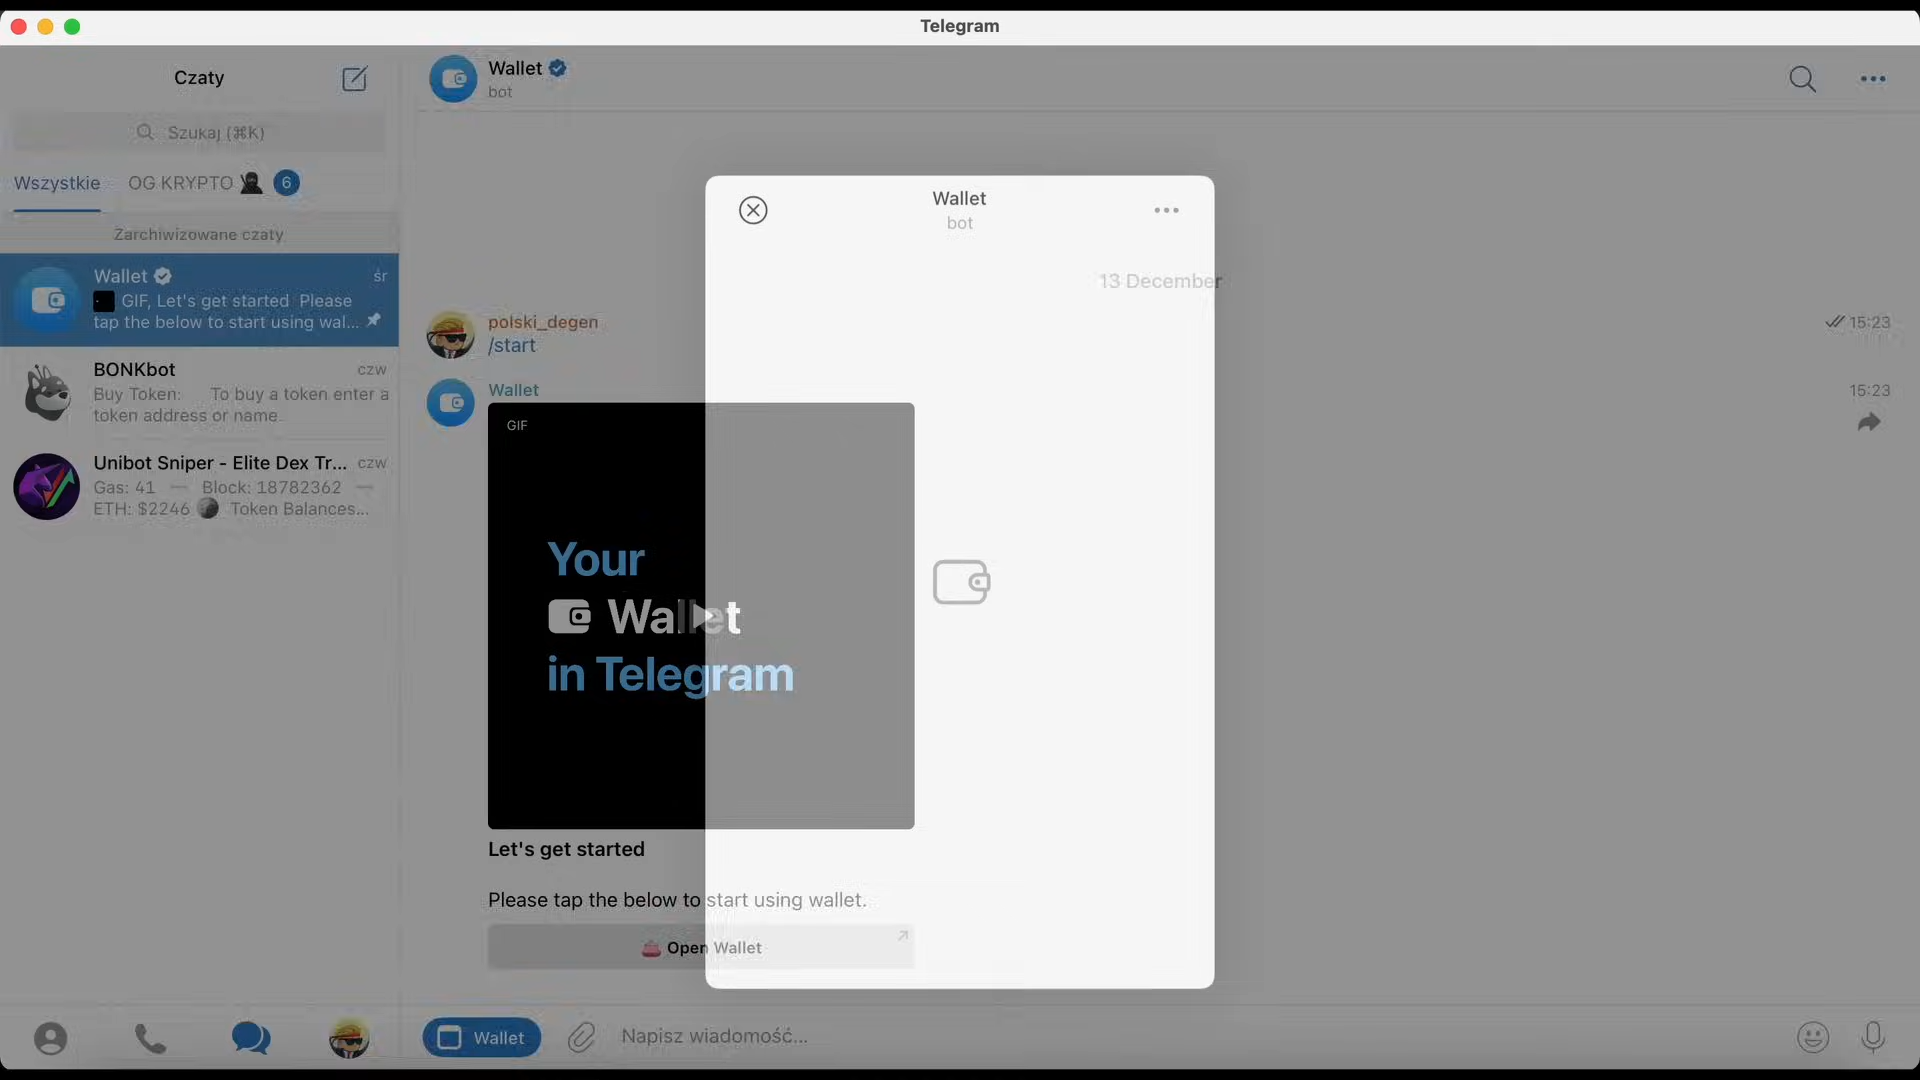 Telegram
Czaty
Szukaj (⌘K)
Wszystkie
OG KRYPTO 🥷 6
Zarchiwizowane czaty
Wallet
śr
GIF, Let's get started Please
tap the below to start using wal...
BONKbot
czw
Buy Token: To buy a token enter a
token address or name.
Unibot Sniper - Elite Dex Tr...
czw
Gas: 41 — Block: 18782362 —
ETH: $2246 🌑 Token Balances...
Wallet
bot
Wallet
bot
13 December
polski_degen
15:23
/start
Wallet
15:23
GIF
Your
Wallet
in Telegram
Let's get started
Please tap the below to start using wallet.
👛 Open Wallet
Wallet
Napisz wiadomość...